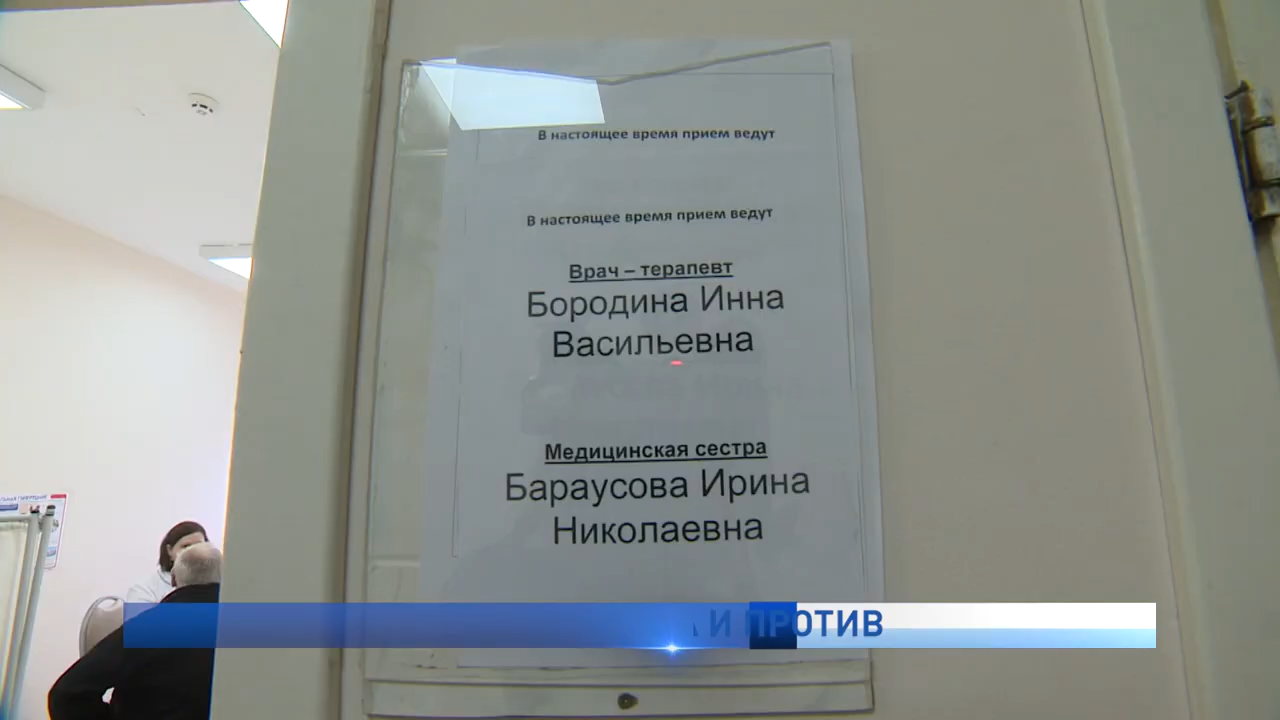 В настоящее время прием ведут
В настоящее время прием ведут
Врач – терапевт
Бородина Инна
Васильевна
Медицинская сестра
Бараусова Ирина
Николаевна
И ПРОТИВ